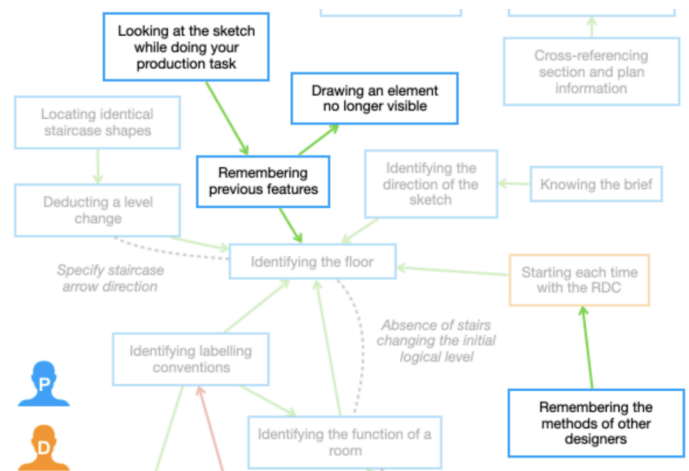 Looking at the sketch
while doing your
production task
Cross-referencing
section and plan
information
Drawing an element
no longer visible
Locating identical
staircase shapes
Remembering
previous features
Identifying the
direction of the
sketch
Knowing the brief
Deducting a level
change
Identifying the floor
Specify staircase
arrow direction
Starting each time
with the RDC
Absence of stairs
changing the initial
logical level
Identifying labelling
conventions
P
Remembering the
methods of other
designers
Identifying the function of a
room
D